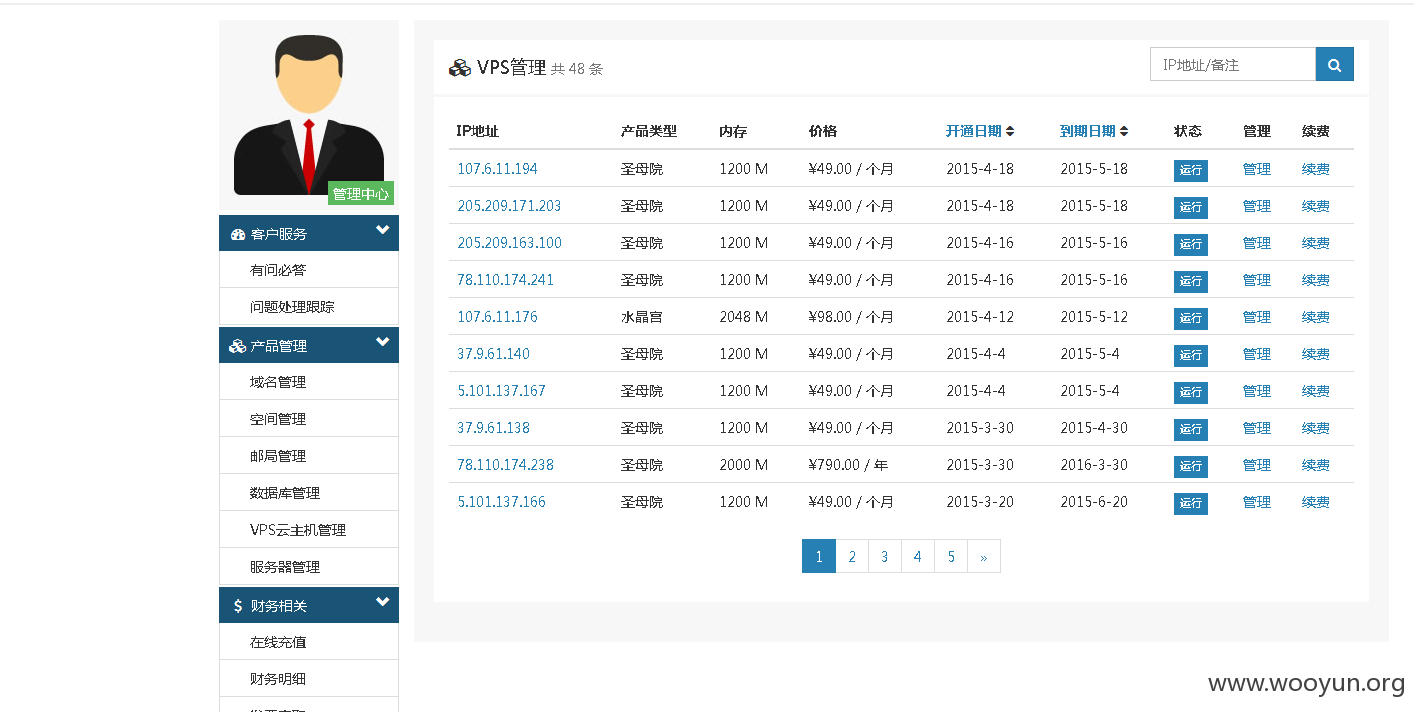 管理中心
客户服务
有问必答
问题处理跟踪
产品管理
域名管理
空间管理
邮局管理
数据库管理
VPS云主机管理
服务器管理
$ 财务相关
在线充值
财务明细
VPS管理 共 48 条
IP地址/备注
IP地址 产品类型 内存 价格 开通日期 到期日期 状态 管理 续费
107.6.11.194 圣母院 1200 M ¥49.00 / 个月 2015-4-18 2015-5-18 运行 管理 续费
205.209.171.203 圣母院 1200 M ¥49.00 / 个月 2015-4-18 2015-5-18 运行 管理 续费
205.209.163.100 圣母院 1200 M ¥49.00 / 个月 2015-4-16 2015-5-16 运行 管理 续费
78.110.174.241 圣母院 1200 M ¥49.00 / 个月 2015-4-16 2015-5-16 运行 管理 续费
107.6.11.176 水晶宫 2048 M ¥98.00 / 个月 2015-4-12 2015-5-12 运行 管理 续费
37.9.61.140 圣母院 1200 M ¥49.00 / 个月 2015-4-4 2015-5-4 运行 管理 续费
5.101.137.167 圣母院 1200 M ¥49.00 / 个月 2015-4-4 2015-5-4 运行 管理 续费
37.9.61.138 圣母院 1200 M ¥49.00 / 个月 2015-3-30 2015-4-30 运行 管理 续费
78.110.174.238 圣母院 2000 M ¥790.00 / 年 2015-3-30 2016-3-30 运行 管理 续费
5.101.137.166 圣母院 1200 M ¥49.00 / 个月 2015-3-20 2015-6-20 运行 管理 续费
1 2 3 4 5 »
www.wooyun.org